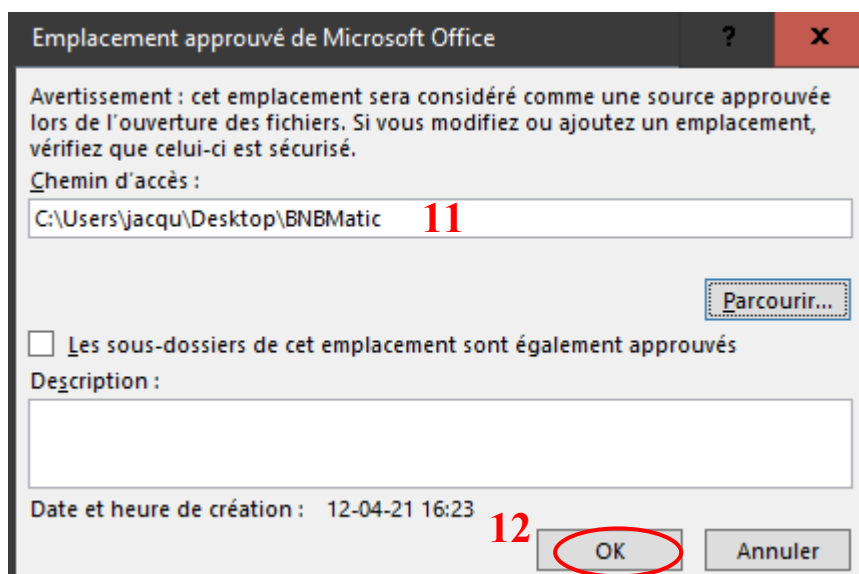 Emplacement approuvé de Microsoft Office ? x
Avertissement : cet emplacement sera considéré comme une source approuvée
lors de l'ouverture des fichiers. Si vous modifiez ou ajoutez un emplacement,
vérifiez que celui-ci est sécurisé.
Chemin d'accès :
C:\Users\jacqu\Desktop\BNBMatic 11
Parcourir...
Les sous-dossiers de cet emplacement sont également approuvés
Description :
Date et heure de création : 12-04-21 16:23
12 OK Annuler